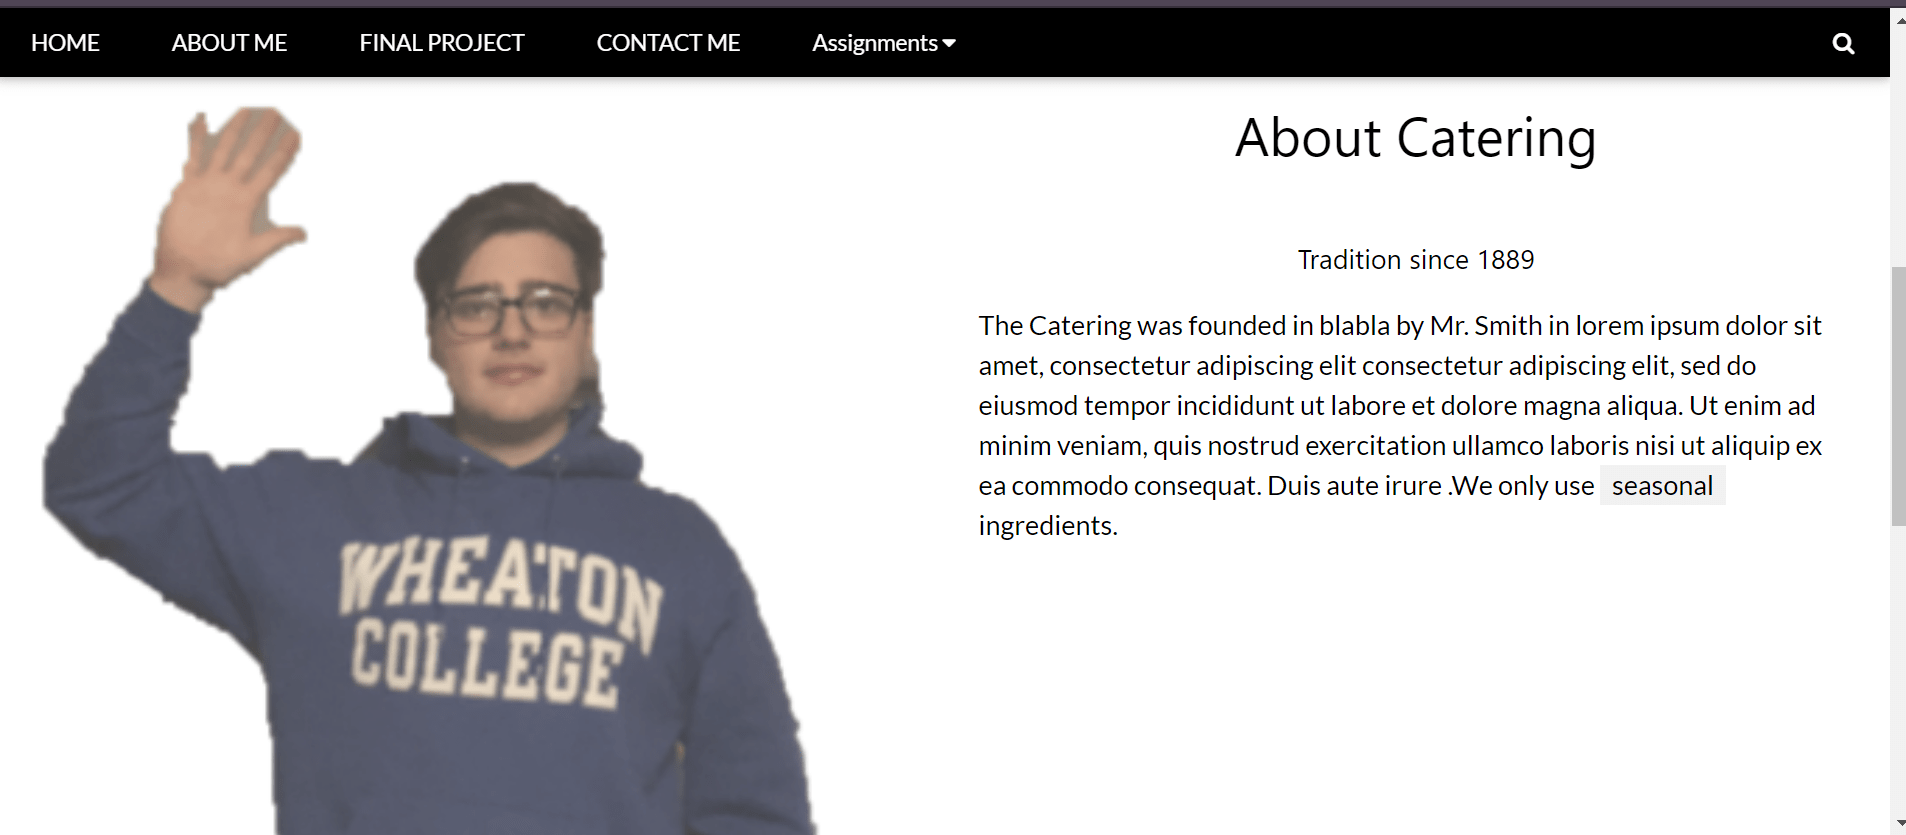 HOME ABOUT ME FINAL PROJECT CONTACT ME Assignments
About Catering
Tradition since 1889
The Catering was founded in blabla by Mr. Smith in lorem ipsum dolor sit
amet, consectetur adipiscing elit consectetur adipiscing elit, sed do
eiusmod tempor incididunt ut labore et dolore magna aliqua. Ut enim ad
minim veniam, quis nostrud exercitation ullamco laboris nisi ut aliquip ex
ea commodo consequat. Duis aute irure .We only use seasonal
ingredients.
WHEATON
COLLEGE